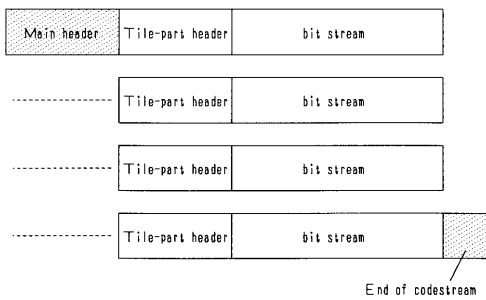 Main header Tile-part header bit stream
Tile-part header bit stream
Tile-part header bit stream
Tile-part header bit stream
End of codestream